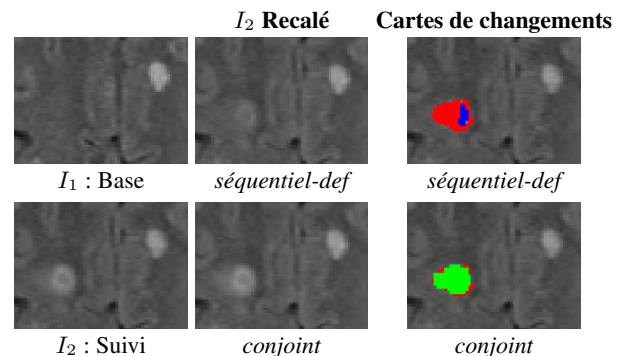 I₂ Recalé Cartes de changements
I₁ : Base séquentiel-def séquentiel-def
I₂ : Suivi conjoint conjoint